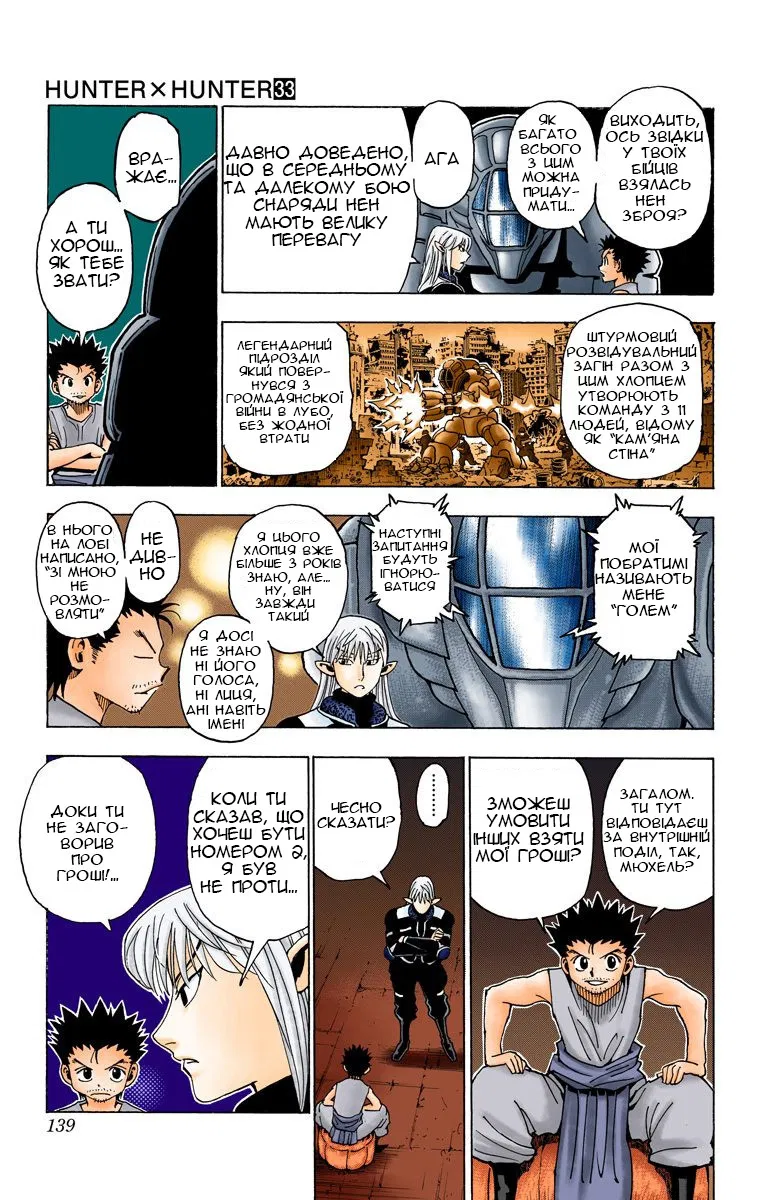 HUNTER×HUNTER33
ВИХОДИТЬ,
ОСЬ ЗВІДКИ
У ТВОЇХ
БІЙЦІВ
ВЗЯЛАСЬ
НЕН
ЗБРОЯ?
ЯК
БАГАТО
ВСЬОГО
З ЦИМ
МОЖНА
ПРИДУ-
МАТИ...
АГА
ДАВНО ДОВЕДЕНО,
ЩО В СЕРЕДНЬОМУ
ТА ДАЛЕКОМУ БОЮ
СНАРЯДИ НЕН
МАЮТЬ ВЕЛИКУ
ПЕРЕВАГУ
ВРА-
ЖАЄ...
А ТИ
ХОРОШ...
ЯК ТЕБЕ
ЗВАТИ?
ШТУРМОВИЙ
РОЗВІДУВАЛЬНИЙ
ЗАГІН РАЗОМ З
ЦИМ ХЛОПЦЕМ
УТВОРЮЮТЬ
КОМАНДУ З 11
ЛЮДЕЙ, ВІДОМУ
ЯК "КАМ'ЯНА
СТІНА"
ЛЕГЕНДАРНИЙ
ПІДРОЗДІЛ
ЯКИЙ ПОВЕР-
НУВСЯ З
ГРОМАДЯНСЬКОЇ
ВІЙНИ В ЛУБО,
БЕЗ ЖОДНОЇ
ВТРАТИ
МОЇ
ПОБРАТИМІ
НАЗИВАЮТЬ
МЕНЕ
"ГОЛЕМ"
НАСТУПНІ
ЗАПИТАННЯ
БУДУТЬ
ІГНОРЮ-
ВАТИСЯ
Я ЦЬОГО
ХЛОПЦЯ ВЖЕ
БІЛЬШЕ 3 РОКІВ
ЗНАЮ, АЛЕ...
НУ, ВІН
ЗАВЖДИ
ТАКИЙ
Я ДОСІ
НЕ ЗНАЮ
НІ ЙОГО
ГОЛОСА,
НІ ЛИЦЯ,
АНІ НАВІТЬ
ІМЕНІ
НЕ
ДИВ-
НО
В НЬОГО
НА ЛОБІ
НАПИСАНО,
"ЗІ МНОЮ
НЕ
РОЗМО-
ВЛЯТИ"
ЗАГАЛОМ.
ТИ ТУТ
ВІДПОВІДАЄШ
ЗА ВНУТРІШНІЙ
ПОДІЛ, ТАК,
МЮХЕЛЬ?
ЗМОЖЕШ
УМОВИТИ
ІНШИХ ВЗЯТИ
МОЇ ГРОШІ?
........
ЧЕСНО
СКАЗАТИ?
КОЛИ ТИ
СКАЗАВ, ЩО
ХОЧЕШ БУТИ
НОМЕРОМ 2,
Я БУВ
НЕ ПРОТИ...
ДОКИ ТИ
НЕ ЗАГО-
ВОРИВ
ПРО
ГРОШІ!...
139